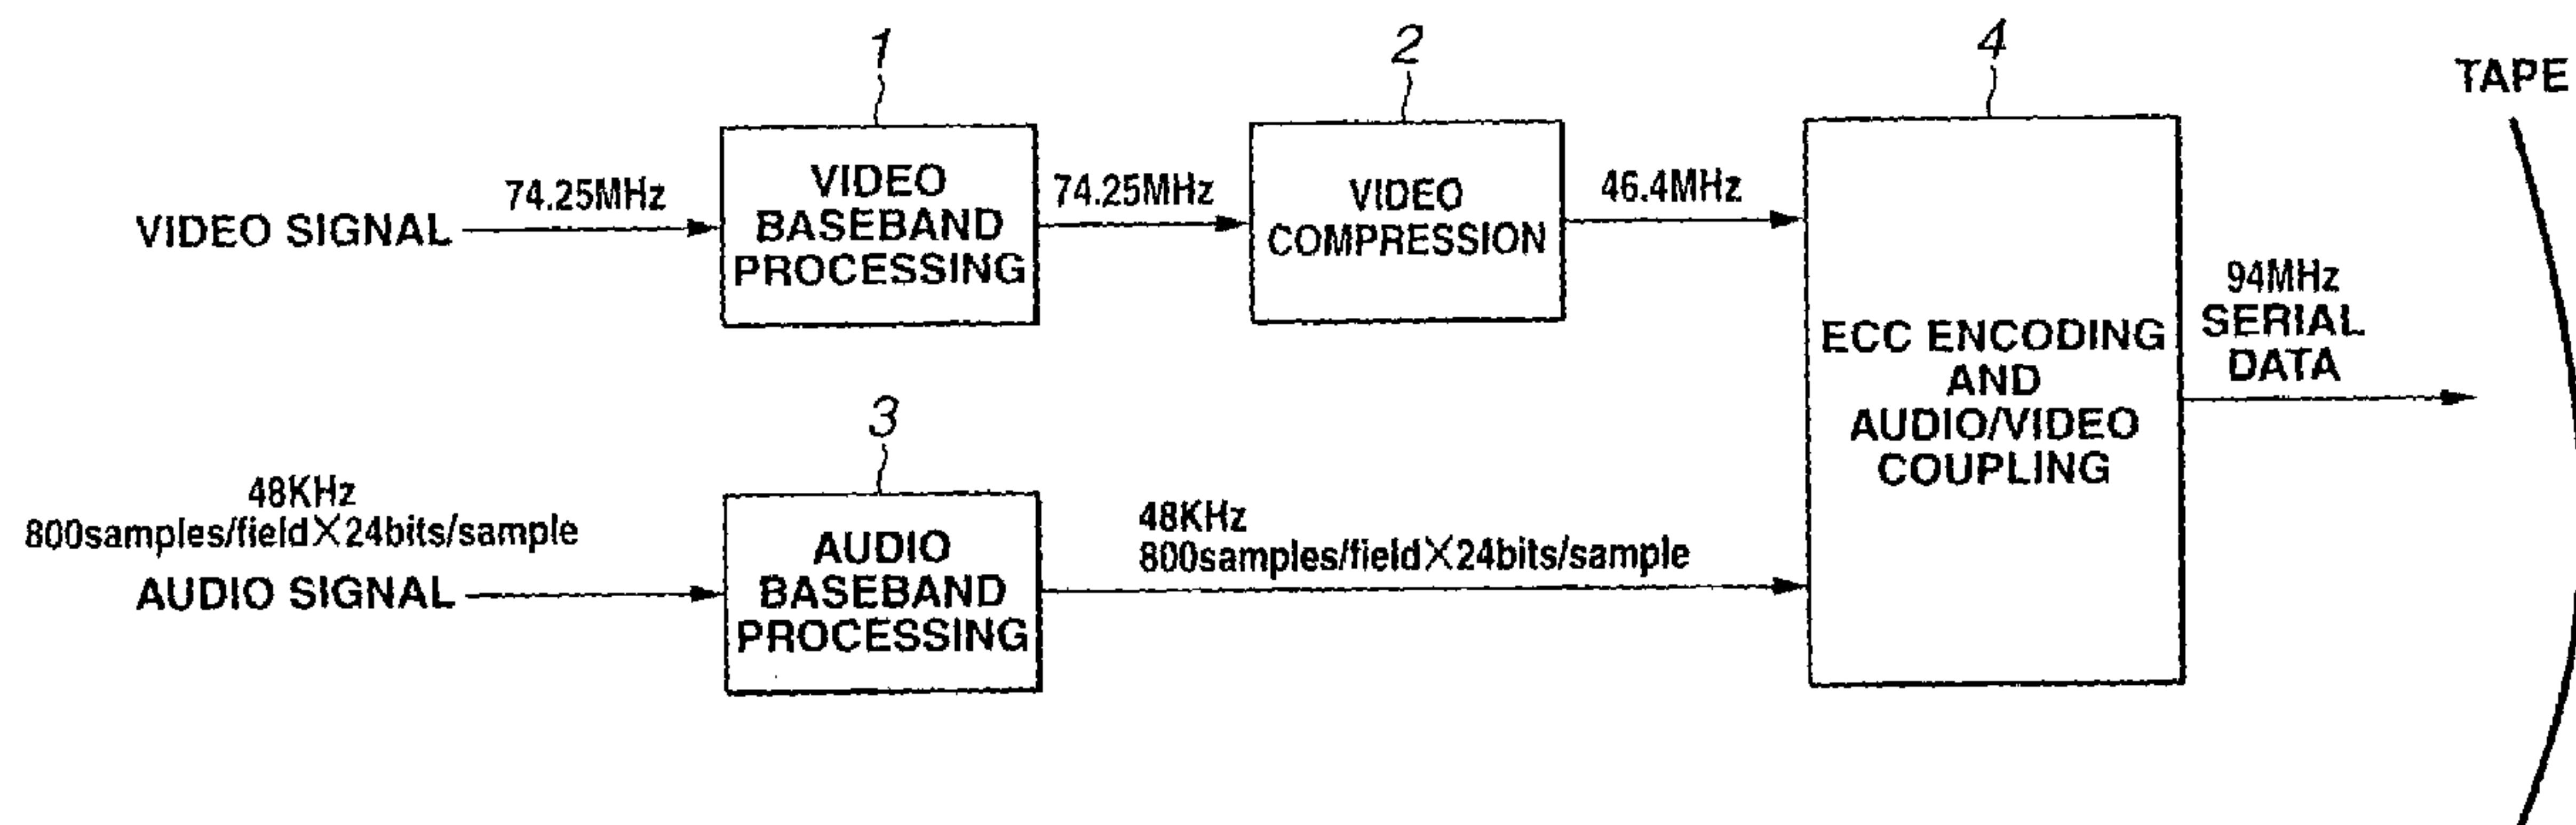 1
2
4
TAPE
VIDEO SIGNAL
74.25MHz
VIDEO
BASEBAND
PROCESSING
74.25MHz
VIDEO
COMPRESSION
46.4MHz
ECC ENCODING
AND
AUDIO/VIDEO
COUPLING
94MHz
SERIAL
DATA
3
48KHz
800samples/field×24bits/sample
AUDIO SIGNAL
AUDIO
BASEBAND
PROCESSING
48KHz
800samples/field×24bits/sample